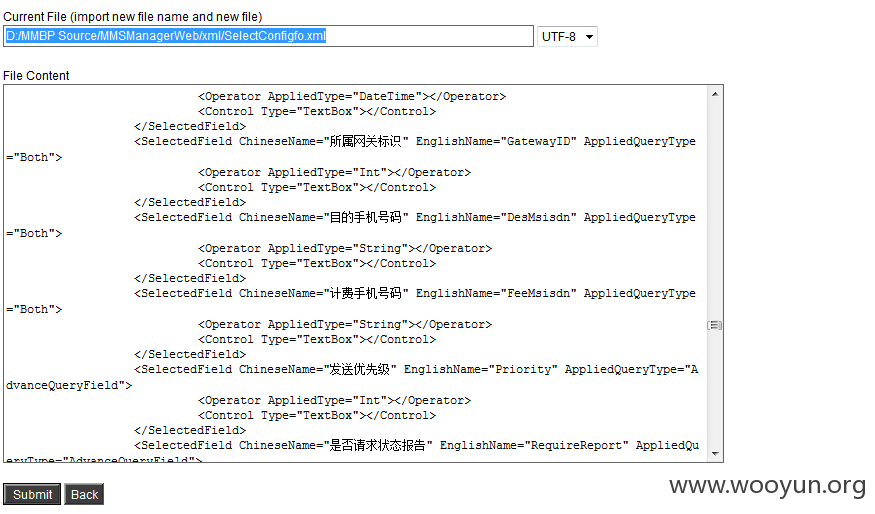 Current File (import new file name and new file)
D:/MMBP Source/MMSManagerWeb/xml/SelectConfigfo.xml UTF-8
File Content
<Operator AppliedType="DateTime"></Operator>
<Control Type="TextBox"></Control>
</SelectedField>
<SelectedField ChineseName="所属网关标识" EnglishName="GatewayID" AppliedQueryType
="Both">
<Operator AppliedType="Int"></Operator>
<Control Type="TextBox"></Control>
</SelectedField>
<SelectedField ChineseName="目的手机号码" EnglishName="DesMsisdn" AppliedQueryType
="Both">
<Operator AppliedType="String"></Operator>
<Control Type="TextBox"></Control>
</SelectedField>
<SelectedField ChineseName="计费手机号码" EnglishName="FeeMsisdn" AppliedQueryType
="Both">
<Operator AppliedType="String"></Operator>
<Control Type="TextBox"></Control>
</SelectedField>
<SelectedField ChineseName="发送优先级" EnglishName="Priority" AppliedQueryType="A
dvanceQueryField">
<Operator AppliedType="Int"></Operator>
<Control Type="TextBox"></Control>
</SelectedField>
<SelectedField ChineseName="是否请求状态报告" EnglishName="RequireReport" AppliedQu
eryType="AdvanceQueryField">
Submit Back
www.wooyun.org